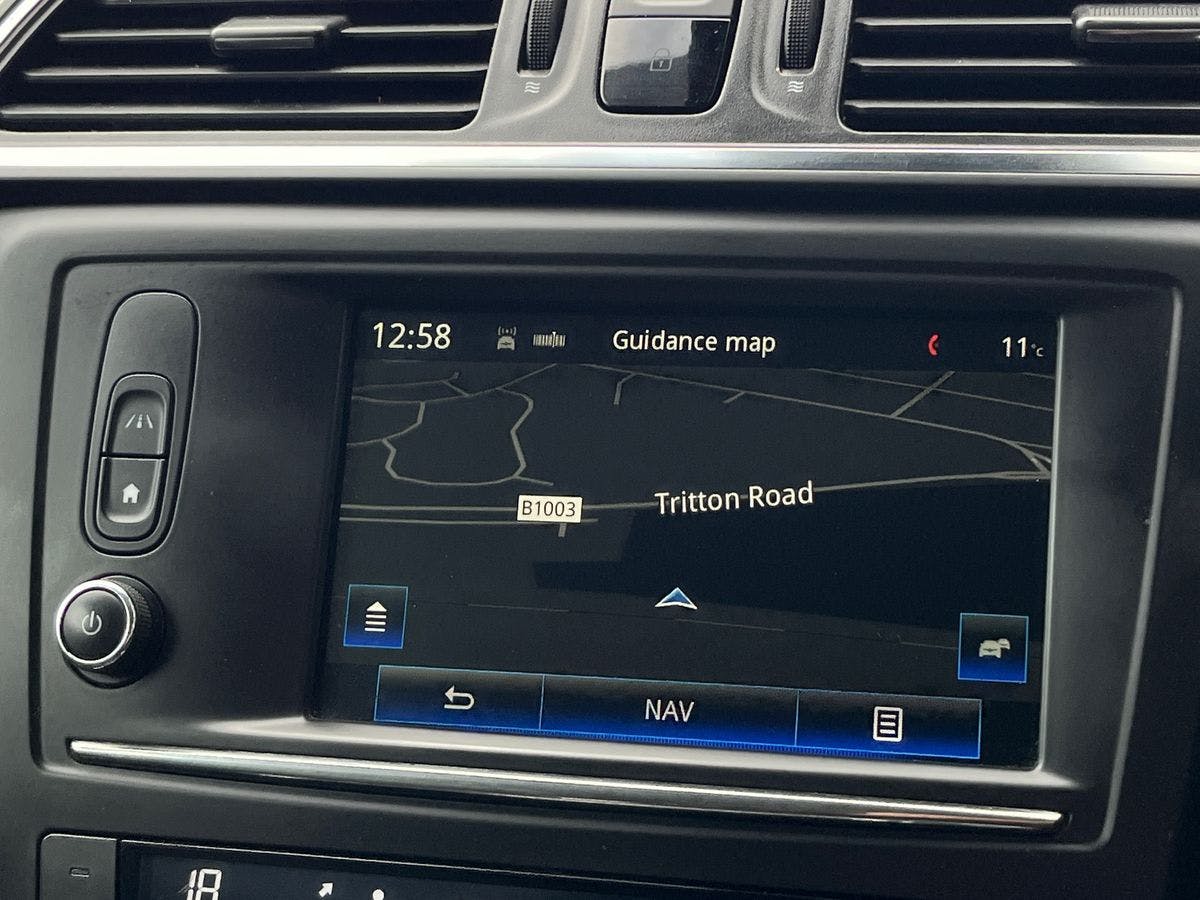 12:58 Guidance map 11°c
Tritton Road
B1003
NAV
18